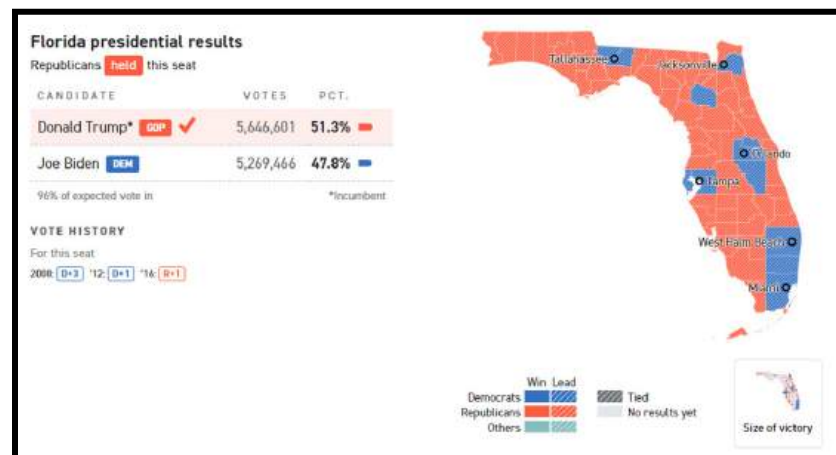 Florida presidential results
Republicans held this seat
CANDIDATE VOTES PCT.
Donald Trump* GOP 5,646,601 51.3%
Joe Biden DEM 5,269,466 47.8%
96% of expected vote in *Incumbent
VOTE HISTORY
For this seat
2008: D+3 '12: D+1 '16: R+1
Tallahassee
Jacksonville
Orlando
Tampa
West Palm Beach
Miami
Win Lead
Democrats Tied
Republicans No results yet
Others
Size of victory